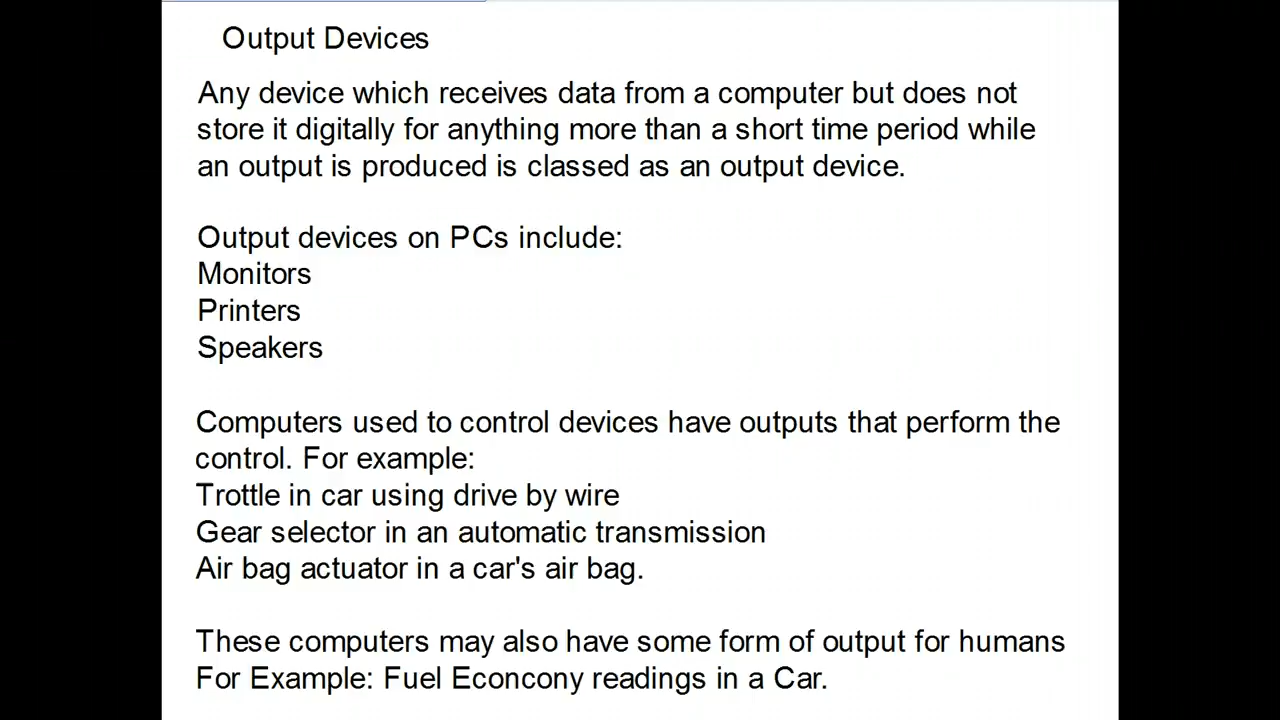 Output Devices
Any device which receives data from a computer but does not
store it digitally for anything more than a short time period while
an output is produced is classed as an output device.
Output devices on PCs include:
Monitors
Printers
Speakers
Computers used to control devices have outputs that perform the
control. For example:
Trottle in car using drive by wire
Gear selector in an automatic transmission
Air bag actuator in a car's air bag.
These computers may also have some form of output for humans
For Example: Fuel Econcony readings in a Car.